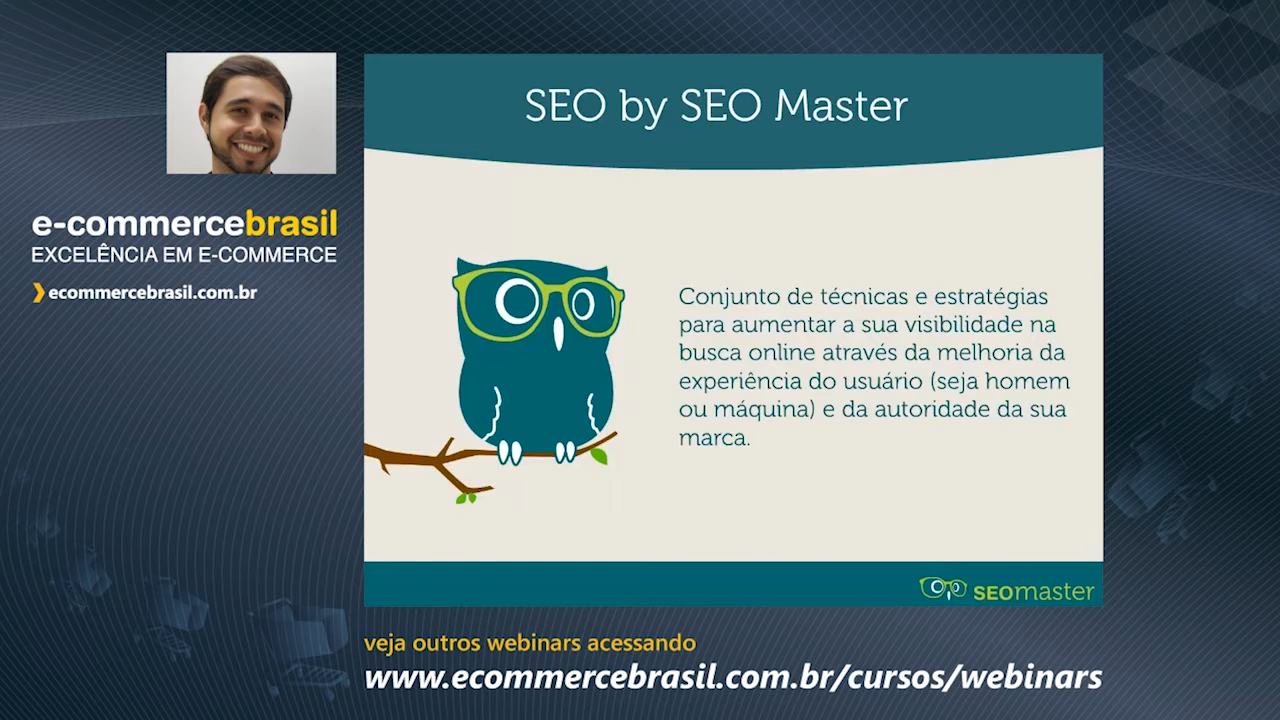 SEO by SEO Master
e-commercebrasil
EXCELÊNCIA EM E-COMMERCE
ecommercebrasil.com.br
Conjunto de técnicas e estratégias
para aumentar a sua visibilidade na
busca online através da melhoria da
experiência do usuário (seja homem
ou máquina) e da autoridade da sua
marca.
SEOmaster
veja outros webinars acessando
www.ecommercebrasil.com.br/cursos/webinars